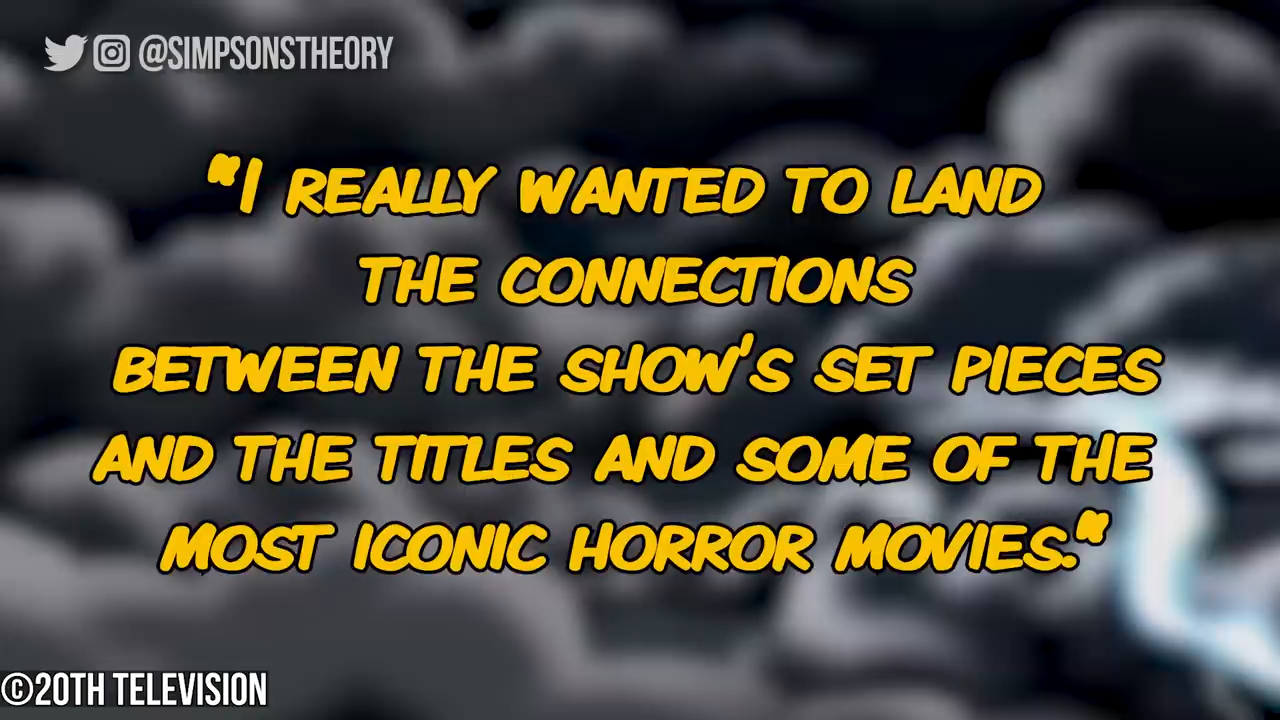 @SIMPSONSTHEORY
"I REALLY WANTED TO LAND
THE CONNECTIONS
BETWEEN THE SHOW'S SET PIECES
AND THE TITLES AND SOME OF THE
MOST ICONIC HORROR MOVIES."
©20TH TELEVISION